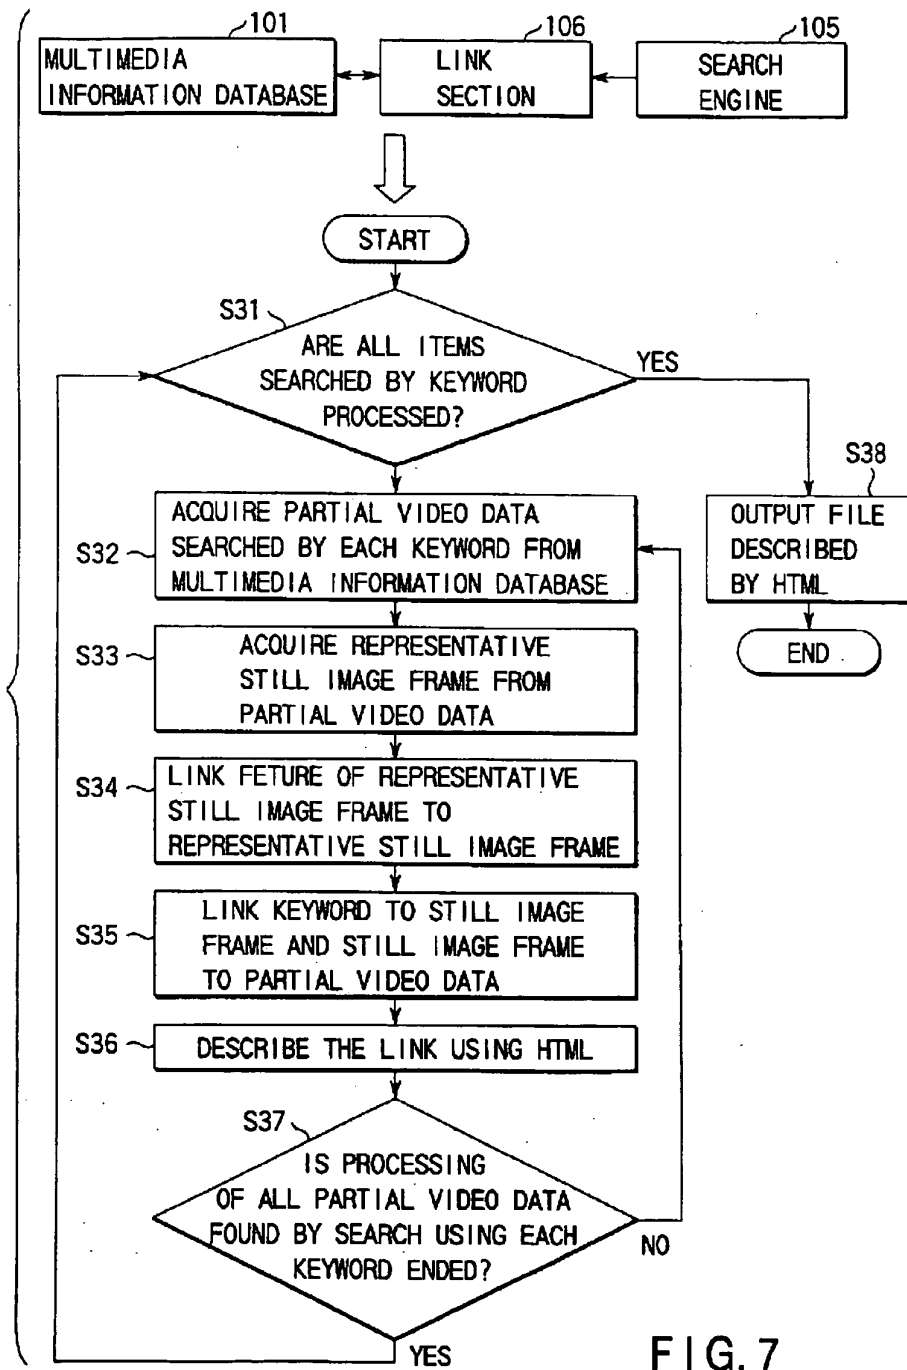 101
MULTIMEDIA
INFORMATION DATABASE
106
LINK
SECTION
105
SEARCH
ENGINE
START
S31
ARE ALL ITEMS
SEARCHED BY KEYWORD
PROCESSED?
YES
S32
ACQUIRE PARTIAL VIDEO DATA
SEARCHED BY EACH KEYWORD FROM
MULTIMEDIA INFORMATION DATABASE
S38
OUTPUT FILE
DESCRIBED
BY HTML
END
S33
ACQUIRE REPRESENTATIVE
STILL IMAGE FRAME FROM
PARTIAL VIDEO DATA
S34
LINK FETURE OF REPRESENTATIVE
STILL IMAGE FRAME TO
REPRESENTATIVE STILL IMAGE FRAME
S35
LINK KEYWORD TO STILL IMAGE
FRAME AND STILL IMAGE FRAME
TO PARTIAL VIDEO DATA
S36
DESCRIBE THE LINK USING HTML
S37
IS PROCESSING
OF ALL PARTIAL VIDEO DATA
FOUND BY SEARCH USING EACH
KEYWORD ENDED?
NO
YES
FIG. 7